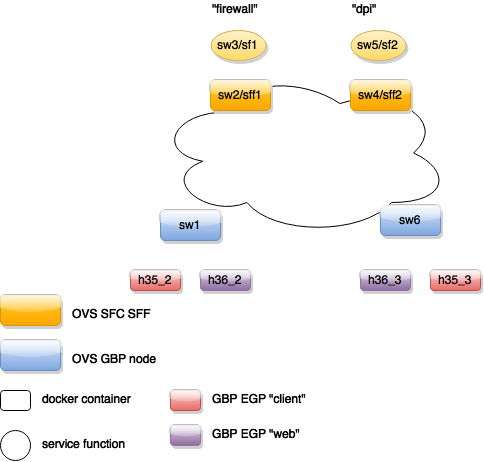 "firewall" "dpi"
sw3/sf1 sw5/sf2
sw2/sff1 sw4/sff2
sw1 sw6
h35_2 h36_2 h36_3 h35_3
OVS SFC SFF
OVS GBP node
docker container GBP EGP "client"
service function GBP EGP "web"